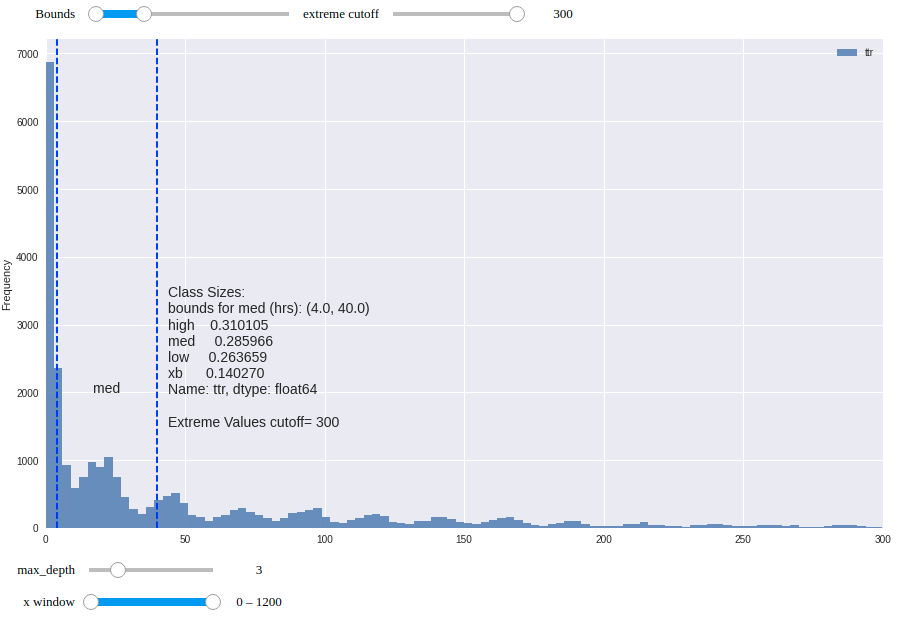 Bounds extreme cutoff 300
ttr
7000
6000
5000
4000
3000
2000
1000
0
Frequency
Class Sizes:
bounds for med (hrs): (4.0, 40.0)
high 0.310105
med 0.285966
low 0.263659
xb 0.140270
Name: ttr, dtype: float64
Extreme Values cutoff= 300
med
0 50 100 150 200 250 300
max_depth 3
x window 0 – 1200